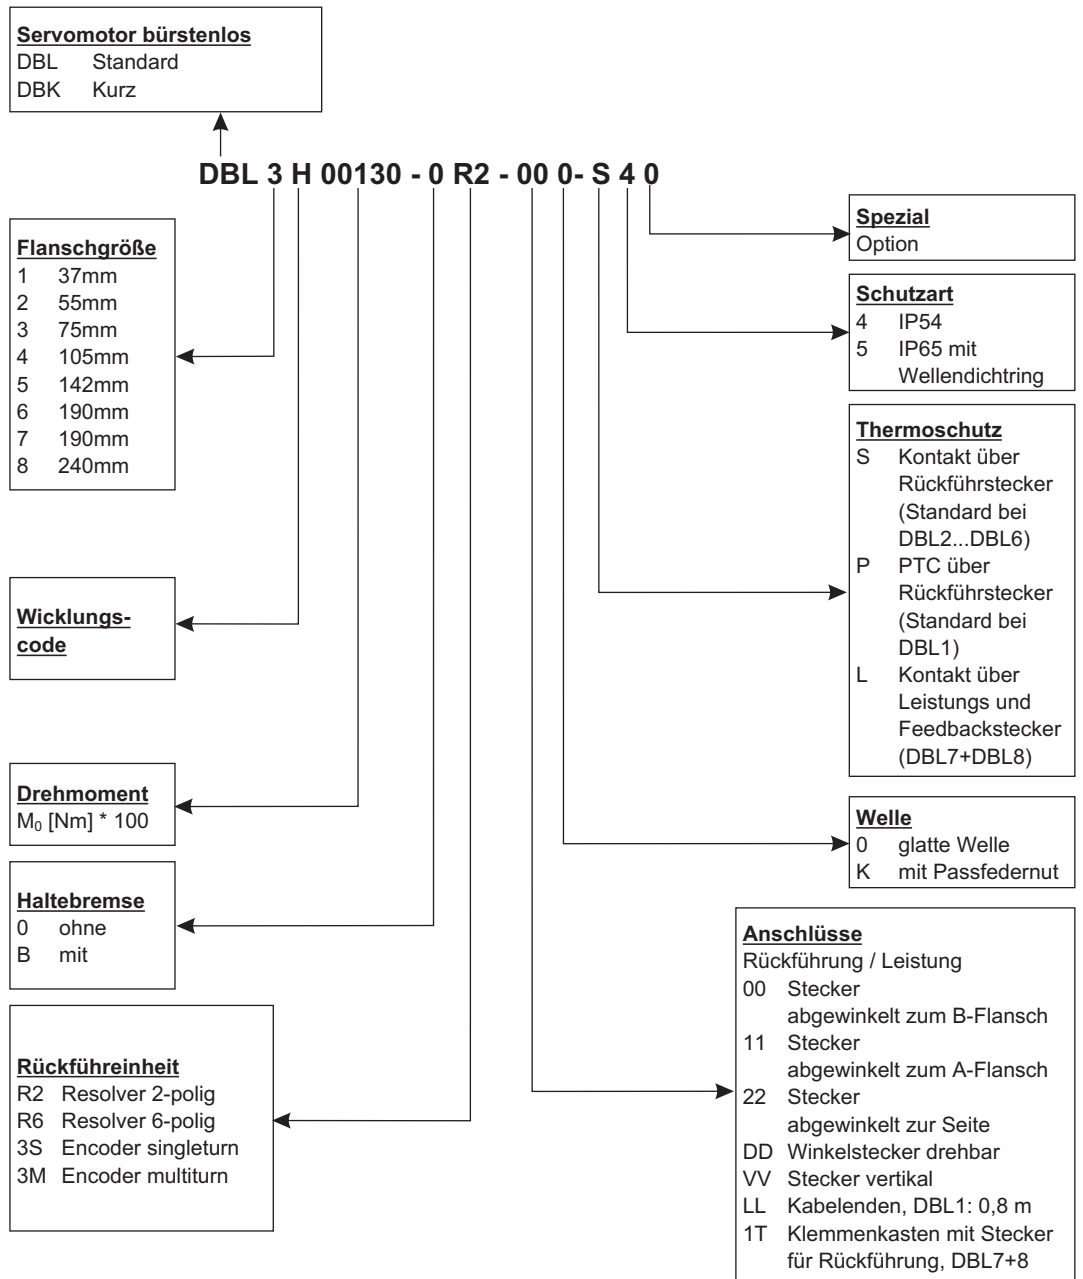 Servomotor bürstenlos
DBL Standard
DBK Kurz
DBL 3 H 00130 - 0 R2 - 00 0- S 4 0
Flanschgröße
1 37mm
2 55mm
3 75mm
4 105mm
5 142mm
6 190mm
7 190mm
8 240mm
Wicklungs-
code
Drehmoment
M₀ [Nm] * 100
Haltebremse
0 ohne
B mit
Rückführeinheit
R2 Resolver 2-polig
R6 Resolver 6-polig
3S Encoder singleturn
3M Encoder multiturn
Spezial
Option
Schutzart
4 IP54
5 IP65 mit
Wellendichtring
Thermoschutz
S Kontakt über
Rückführstecker
(Standard bei
DBL2...DBL6)
P PTC über
Rückführstecker
(Standard bei
DBL1)
L Kontakt über
Leistungs und
Feedbackstecker
(DBL7+DBL8)
Welle
0 glatte Welle
K mit Passfedernut
Anschlüsse
Rückführung / Leistung
00 Stecker
abgewinkelt zum B-Flansch
11 Stecker
abgewinkelt zum A-Flansch
22 Stecker
abgewinkelt zur Seite
DD Winkelstecker drehbar
VV Stecker vertikal
LL Kabelenden, DBL1: 0,8 m
1T Klemmenkasten mit Stecker
für Rückführung, DBL7+8